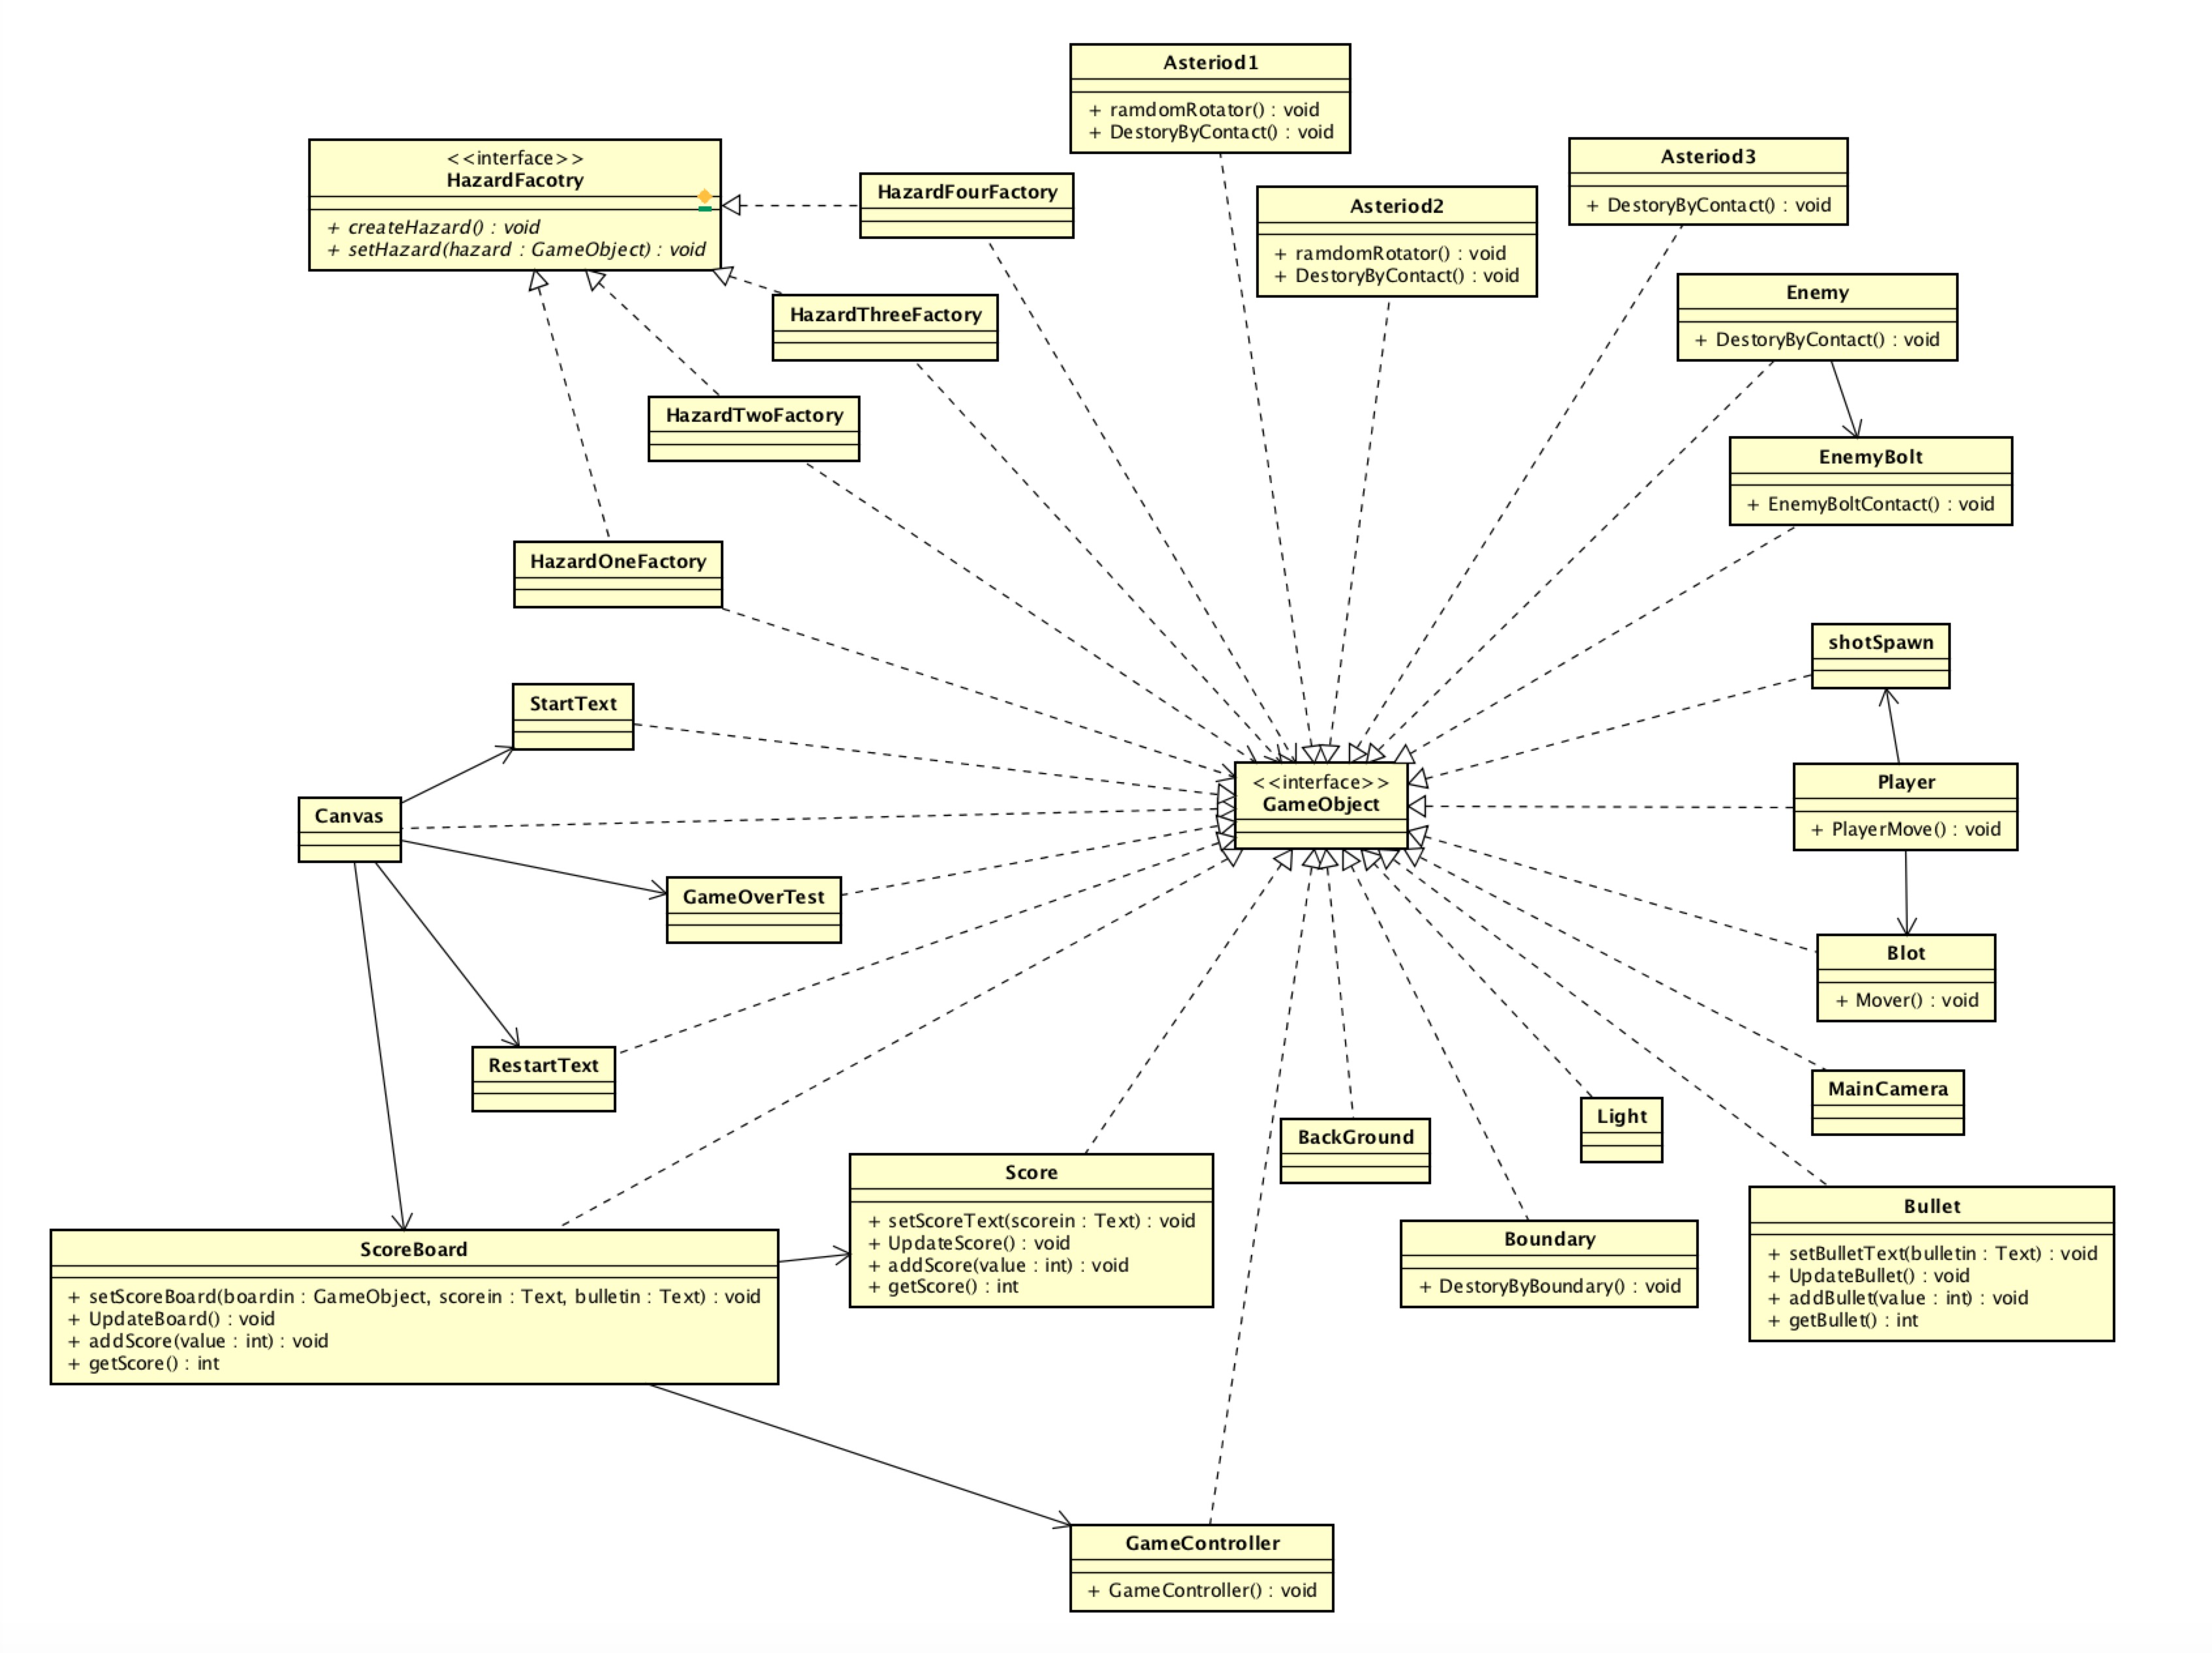 Asteriod1
+ ramdomRotator() : void
+ DestoryByContact() : void
<<interface>>
HazardFacotry
+ createHazard() : void
+ setHazard(hazard : GameObject) : void
HazardFourFactory
Asteriod2
+ ramdomRotator() : void
+ DestoryByContact() : void
Asteriod3
+ DestoryByContact() : void
Enemy
+ DestoryByContact() : void
HazardThreeFactory
HazardTwoFactory
EnemyBolt
+ EnemyBoltContact() : void
HazardOneFactory
shotSpawn
StartText
<<interface>>
GameObject
Player
+ PlayerMove() : void
Canvas
GameOverTest
Blot
+ Mover() : void
RestartText
MainCamera
Light
BackGround
Score
+ setScoreText(scorein : Text) : void
+ UpdateScore() : void
+ addScore(value : int) : void
+ getScore() : int
Bullet
+ setBulletText(bulletin : Text) : void
+ UpdateBullet() : void
+ addBullet(value : int) : void
+ getBullet() : int
Boundary
+ DestoryByBoundary() : void
ScoreBoard
+ setScoreBoard(boardin : GameObject, scorein : Text, bulletin : Text) : void
+ UpdateBoard() : void
+ addScore(value : int) : void
+ getScore() : int
GameController
+ GameController() : void